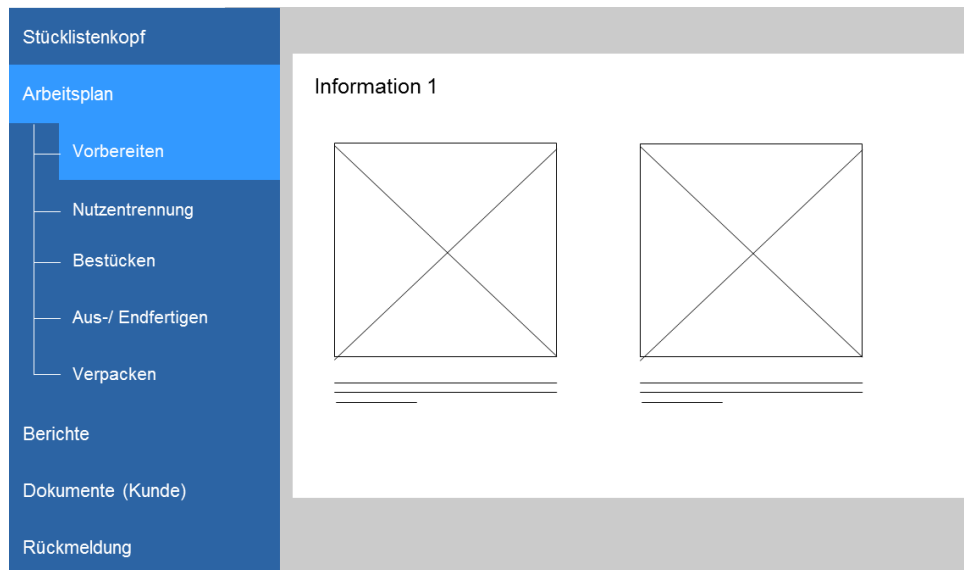 Stücklistenkopf
Arbeitsplan
Vorbereiten
Nutzentrennung
Bestücken
Aus-/ Endfertigen
Verpacken
Berichte
Dokumente (Kunde)
Rückmeldung
Information 1